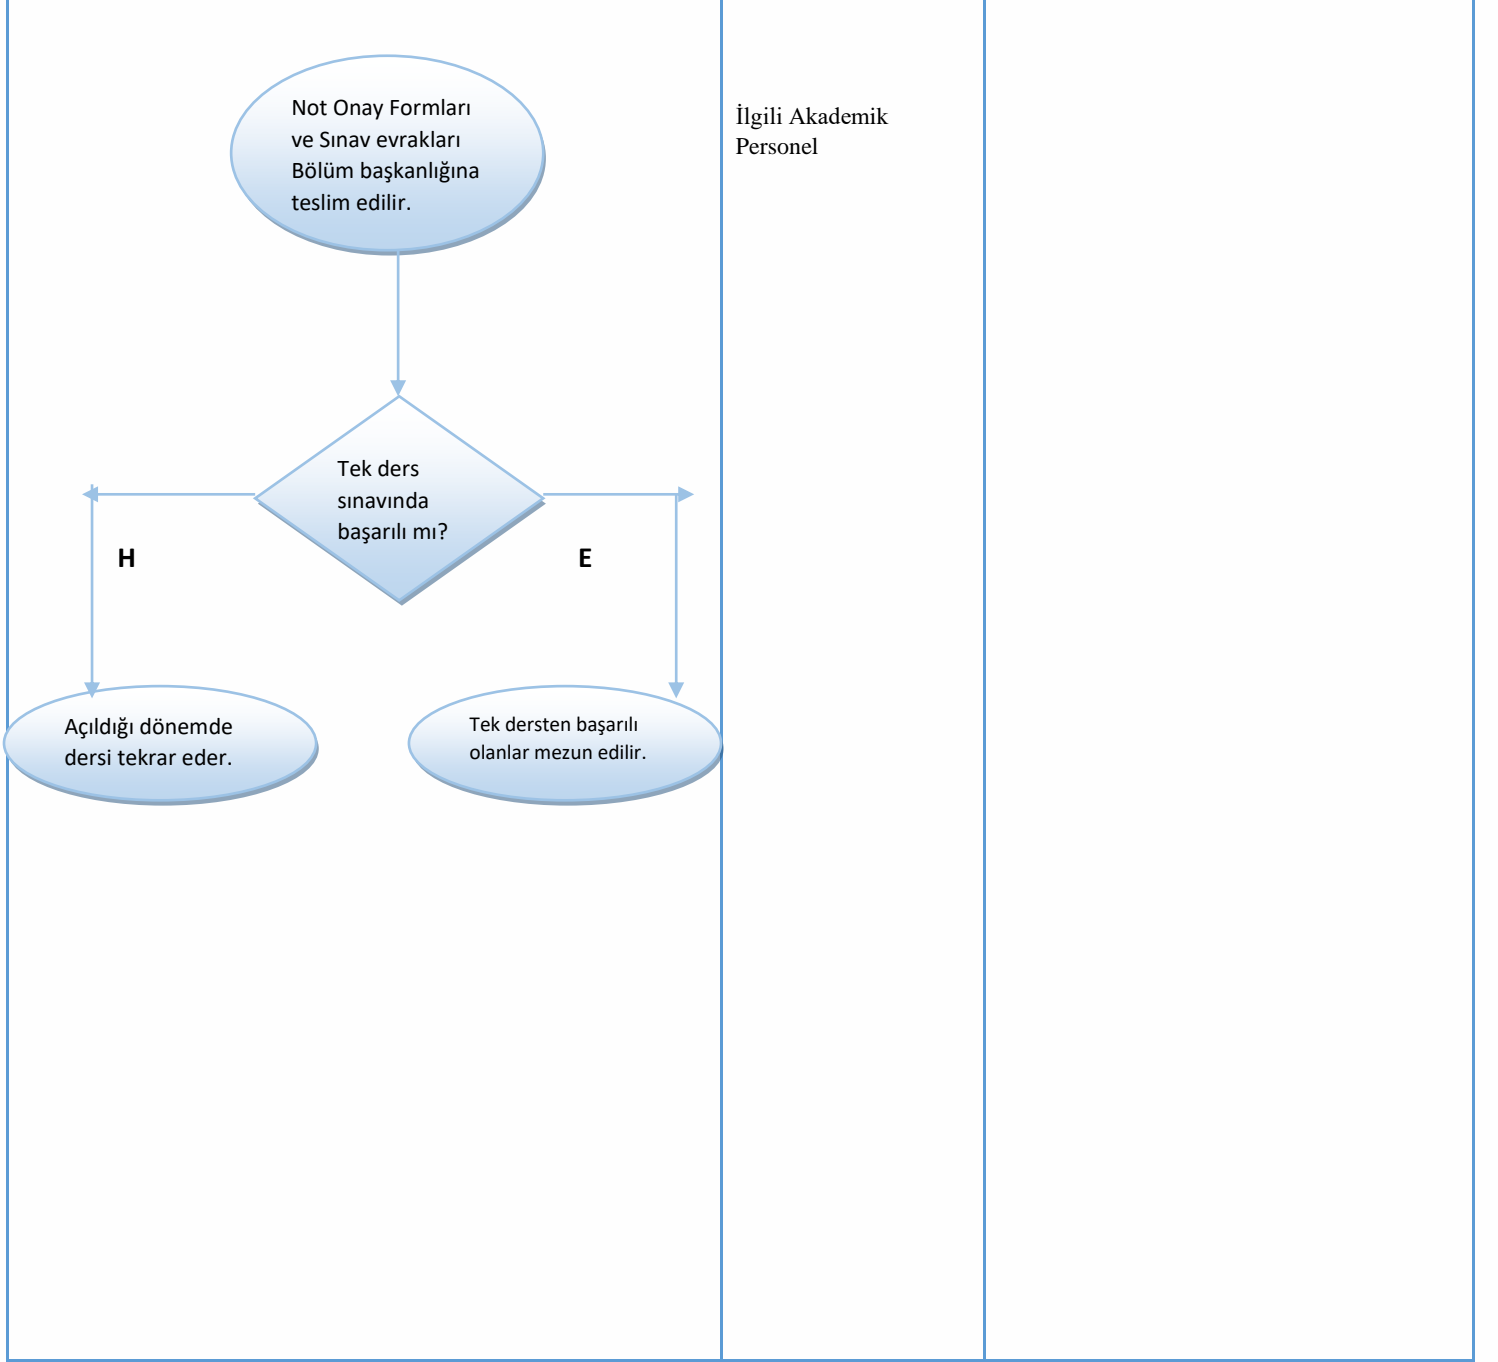 Not Onay Formları
ve Sınav evrakları
Bölüm başkanlığına
teslim edilir.
İlgili Akademik
Personel
Tek ders
sınavında
başarılı mı?
H
E
Açıldığı dönemde
dersi tekrar eder.
Tek dersten başarılı
olanlar mezun edilir.